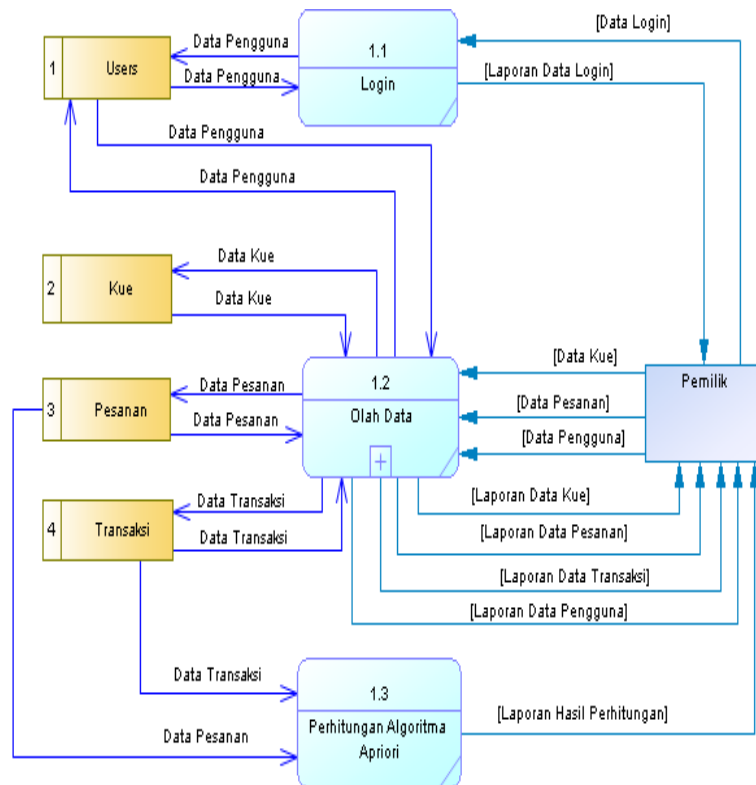 [Data Login]
Data Pengguna
1.1
1
Users
Data Pengguna
Login
[Laporan Data Login]
Data Pengguna
Data Pengguna
Data Kue
2
Kue
Data Kue
[Data Kue]
1.2
Pemilik
Data Pesanan
3
Pesanan
Olah Data
[Data Pesanan]
Data Pesanan
[Data Pengguna]
[Laporan Data Kue]
Data Transaksi
4
Transaksi
Data Transaksi
[Laporan Data Pesanan]
[Laporan Data Transaksi]
[Laporan Data Pengguna]
Data Transaksi
1.3
[Laporan Hasil Perhitungan]
Data Pesanan
Perhitungan Algoritma
Apriori